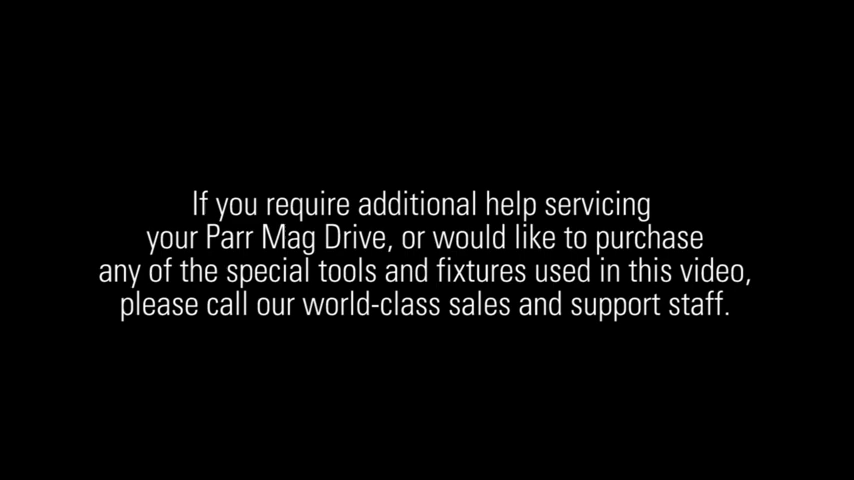 If you require additional help servicing
your Parr Mag Drive, or would like to purchase
any of the special tools and fixtures used in this video,
please call our world-class sales and support staff.